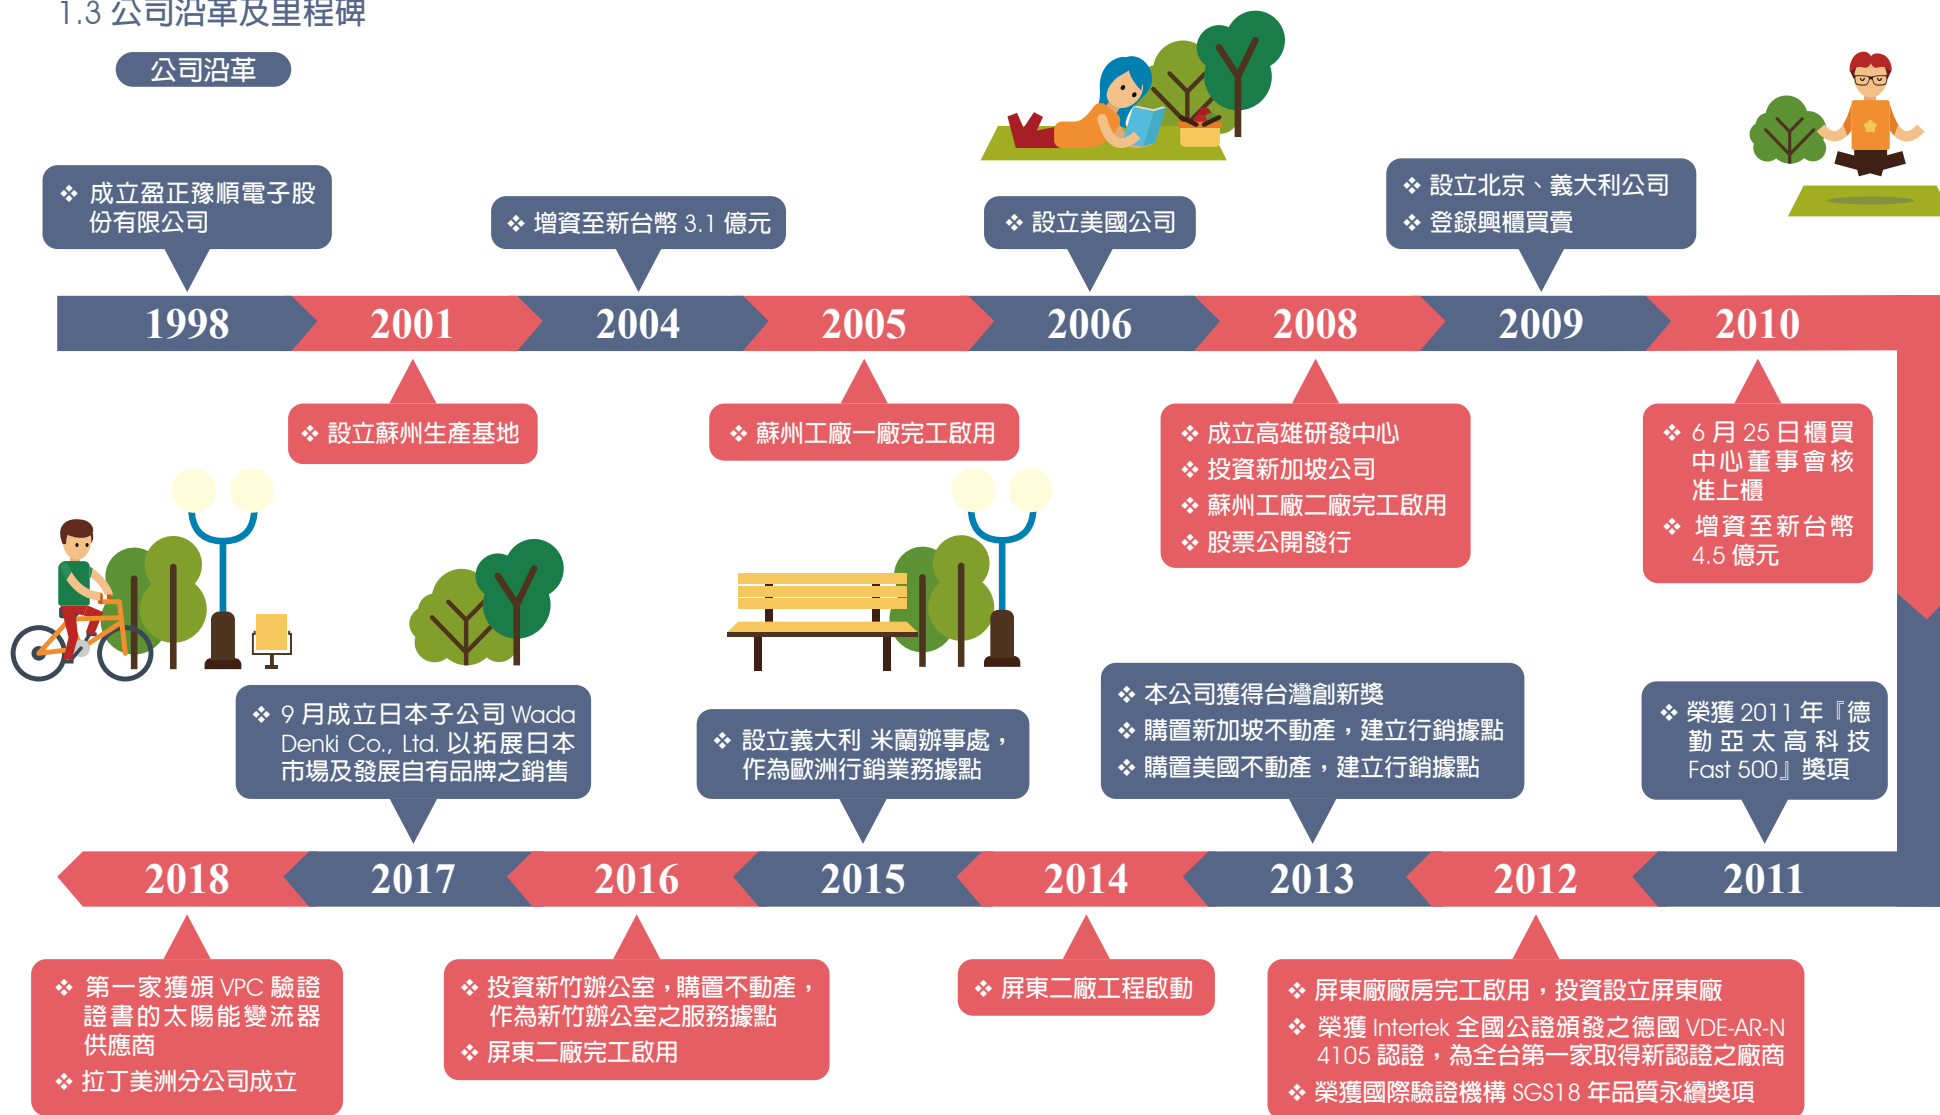 1.3 公司沿革及里程碑
公司沿革
❖ 成立盈正豫順電子股
份有限公司
❖ 增資至新台幣 3.1 億元
❖ 設立美國公司
❖ 設立北京、義大利公司
❖ 登錄興櫃買賣
1998
2001
2004
2005
2006
2008
2009
2010
❖ 設立蘇州生產基地
❖ 蘇州工廠一廠完工啟用
❖ 成立高雄研發中心
❖ 投資新加坡公司
❖ 蘇州工廠二廠完工啟用
❖ 股票公開發行
❖ 6 月 25 日櫃買
中心董事會核
准上櫃
❖ 增資至新台幣
4.5 億元
❖ 9 月成立日本子公司 Wada
Denki Co., Ltd. 以拓展日本
市場及發展自有品牌之銷售
❖ 設立義大利 米蘭辦事處，
作為歐洲行銷業務據點
❖ 本公司獲得台灣創新獎
❖ 購置新加坡不動產，建立行銷據點
❖ 購置美國不動產，建立行銷據點
❖ 榮獲 2011 年『德
勤亞太高科技
Fast 500』獎項
2018
2017
2016
2015
2014
2013
2012
2011
❖ 第一家獲頒 VPC 驗證
證書的太陽能變流器
供應商
❖ 拉丁美洲分公司成立
❖ 投資新竹辦公室，購置不動產，
作為新竹辦公室之服務據點
❖ 屏東二廠完工啟用
❖ 屏東二廠工程啟動
❖ 屏東廠廠房完工啟用，投資設立屏東廠
❖ 榮獲 Intertek 全國公證頒發之德國 VDE-AR-N
4105 認證，為全台第一家取得新認證之廠商
❖ 榮獲國際驗證機構 SGS18 年品質永續獎項